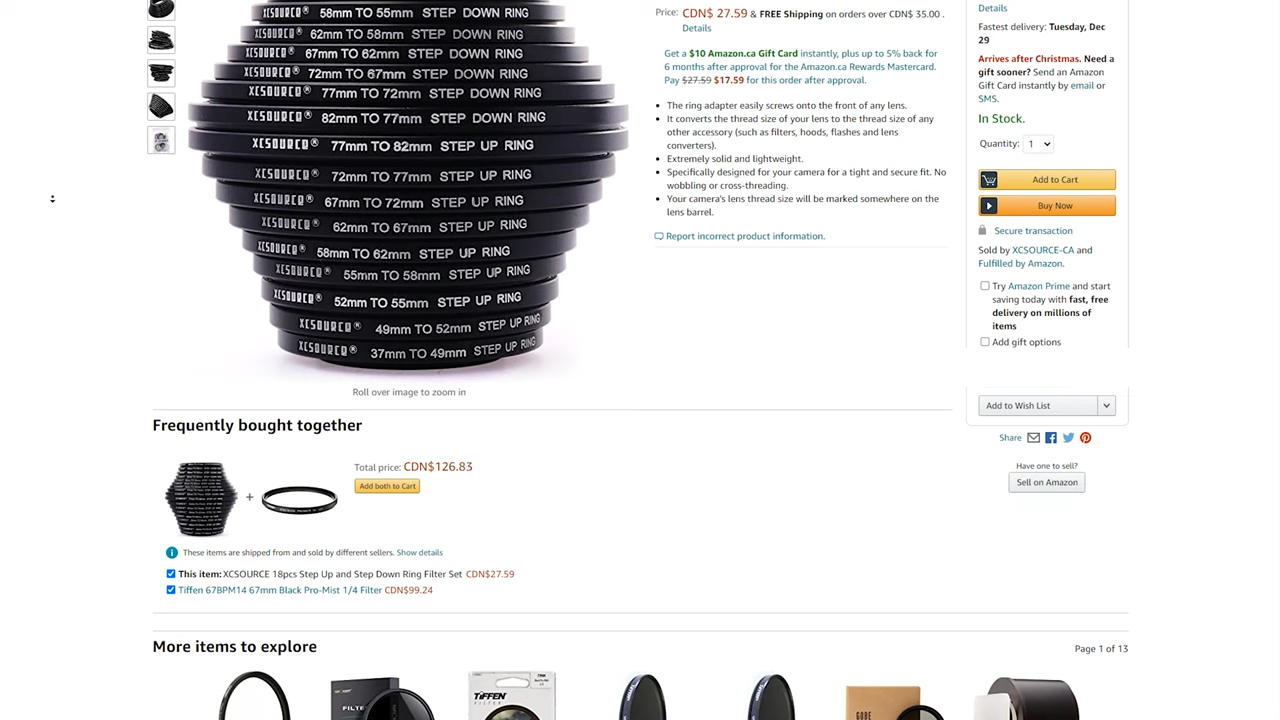 58mm TO 55mm STEP DOWN RING
62mm TO 58mm STEP DOWN RING
XCSOURCE® 67mm TO 62mm STEP DOWN RING
XCSOURCE® 72mm TO 67mm STEP DOWN RING
XCSOURCE® 77mm TO 72mm STEP DOWN RING
XCSOURCE® 82mm TO 77mm STEP DOWN RING
XCSOURCE® 77mm TO 82mm STEP UP RING
XCSOURCE® 72mm TO 77mm STEP UP RING
XCSOURCE® 67mm TO 72mm STEP UP RING
XCSOURCE® 62mm TO 67mm STEP UP RING
XCSOURCE® 58mm TO 62mm STEP UP RING
XCSOURCE® 55mm TO 58mm STEP UP RING
XCSOURCE® 52mm TO 55mm STEP UP RING
XCSOURCE® 49mm TO 52mm STEP UP RING
XCSOURCE® 37mm TO 49mm STEP UP RING
Roll over image to zoom in
Price: CDN$ 27.59 & FREE Shipping on orders over CDN$ 35.00 .
Details
Get a $10 Amazon.ca Gift Card instantly, plus up to 5% back for
6 months after approval for the Amazon.ca Rewards Mastercard.
Pay $27.59 $17.59 for this order after approval.
The ring adapter easily screws onto the front of any lens.
It converts the thread size of your lens to the thread size of any
other accessory (such as filters, hoods, flashes and lens
converters).
Extremely solid and lightweight.
Specifically designed for your camera for a tight and secure fit. No
wobbling or cross-threading.
Your camera's lens thread size will be marked somewhere on the
lens barrel.
Report incorrect product information.
Details
Fastest delivery: Tuesday, Dec
29
Arrives after Christmas. Need a
gift sooner? Send an Amazon
Gift Card instantly by email or
SMS.
In Stock.
Quantity: 1
Add to Cart
Buy Now
Secure transaction
Sold by XCSOURCE-CA and
Fulfilled by Amazon.
Try Amazon Prime and start
saving today with fast, free
delivery on millions of
items
Add gift options
Add to Wish List
Share
Have one to sell?
Sell on Amazon
Frequently bought together
+
Total price: CDN$126.83
Add both to Cart
These items are shipped from and sold by different sellers. Show details
This item: XCSOURCE 18pcs Step Up and Step Down Ring Filter Set CDN$27.59
Tiffen 67BPM14 67mm Black Pro-Mist 1/4 Filter CDN$99.24
More items to explore
Page 1 of 13
FILTE
TIFFEN
FILTER
GOBE